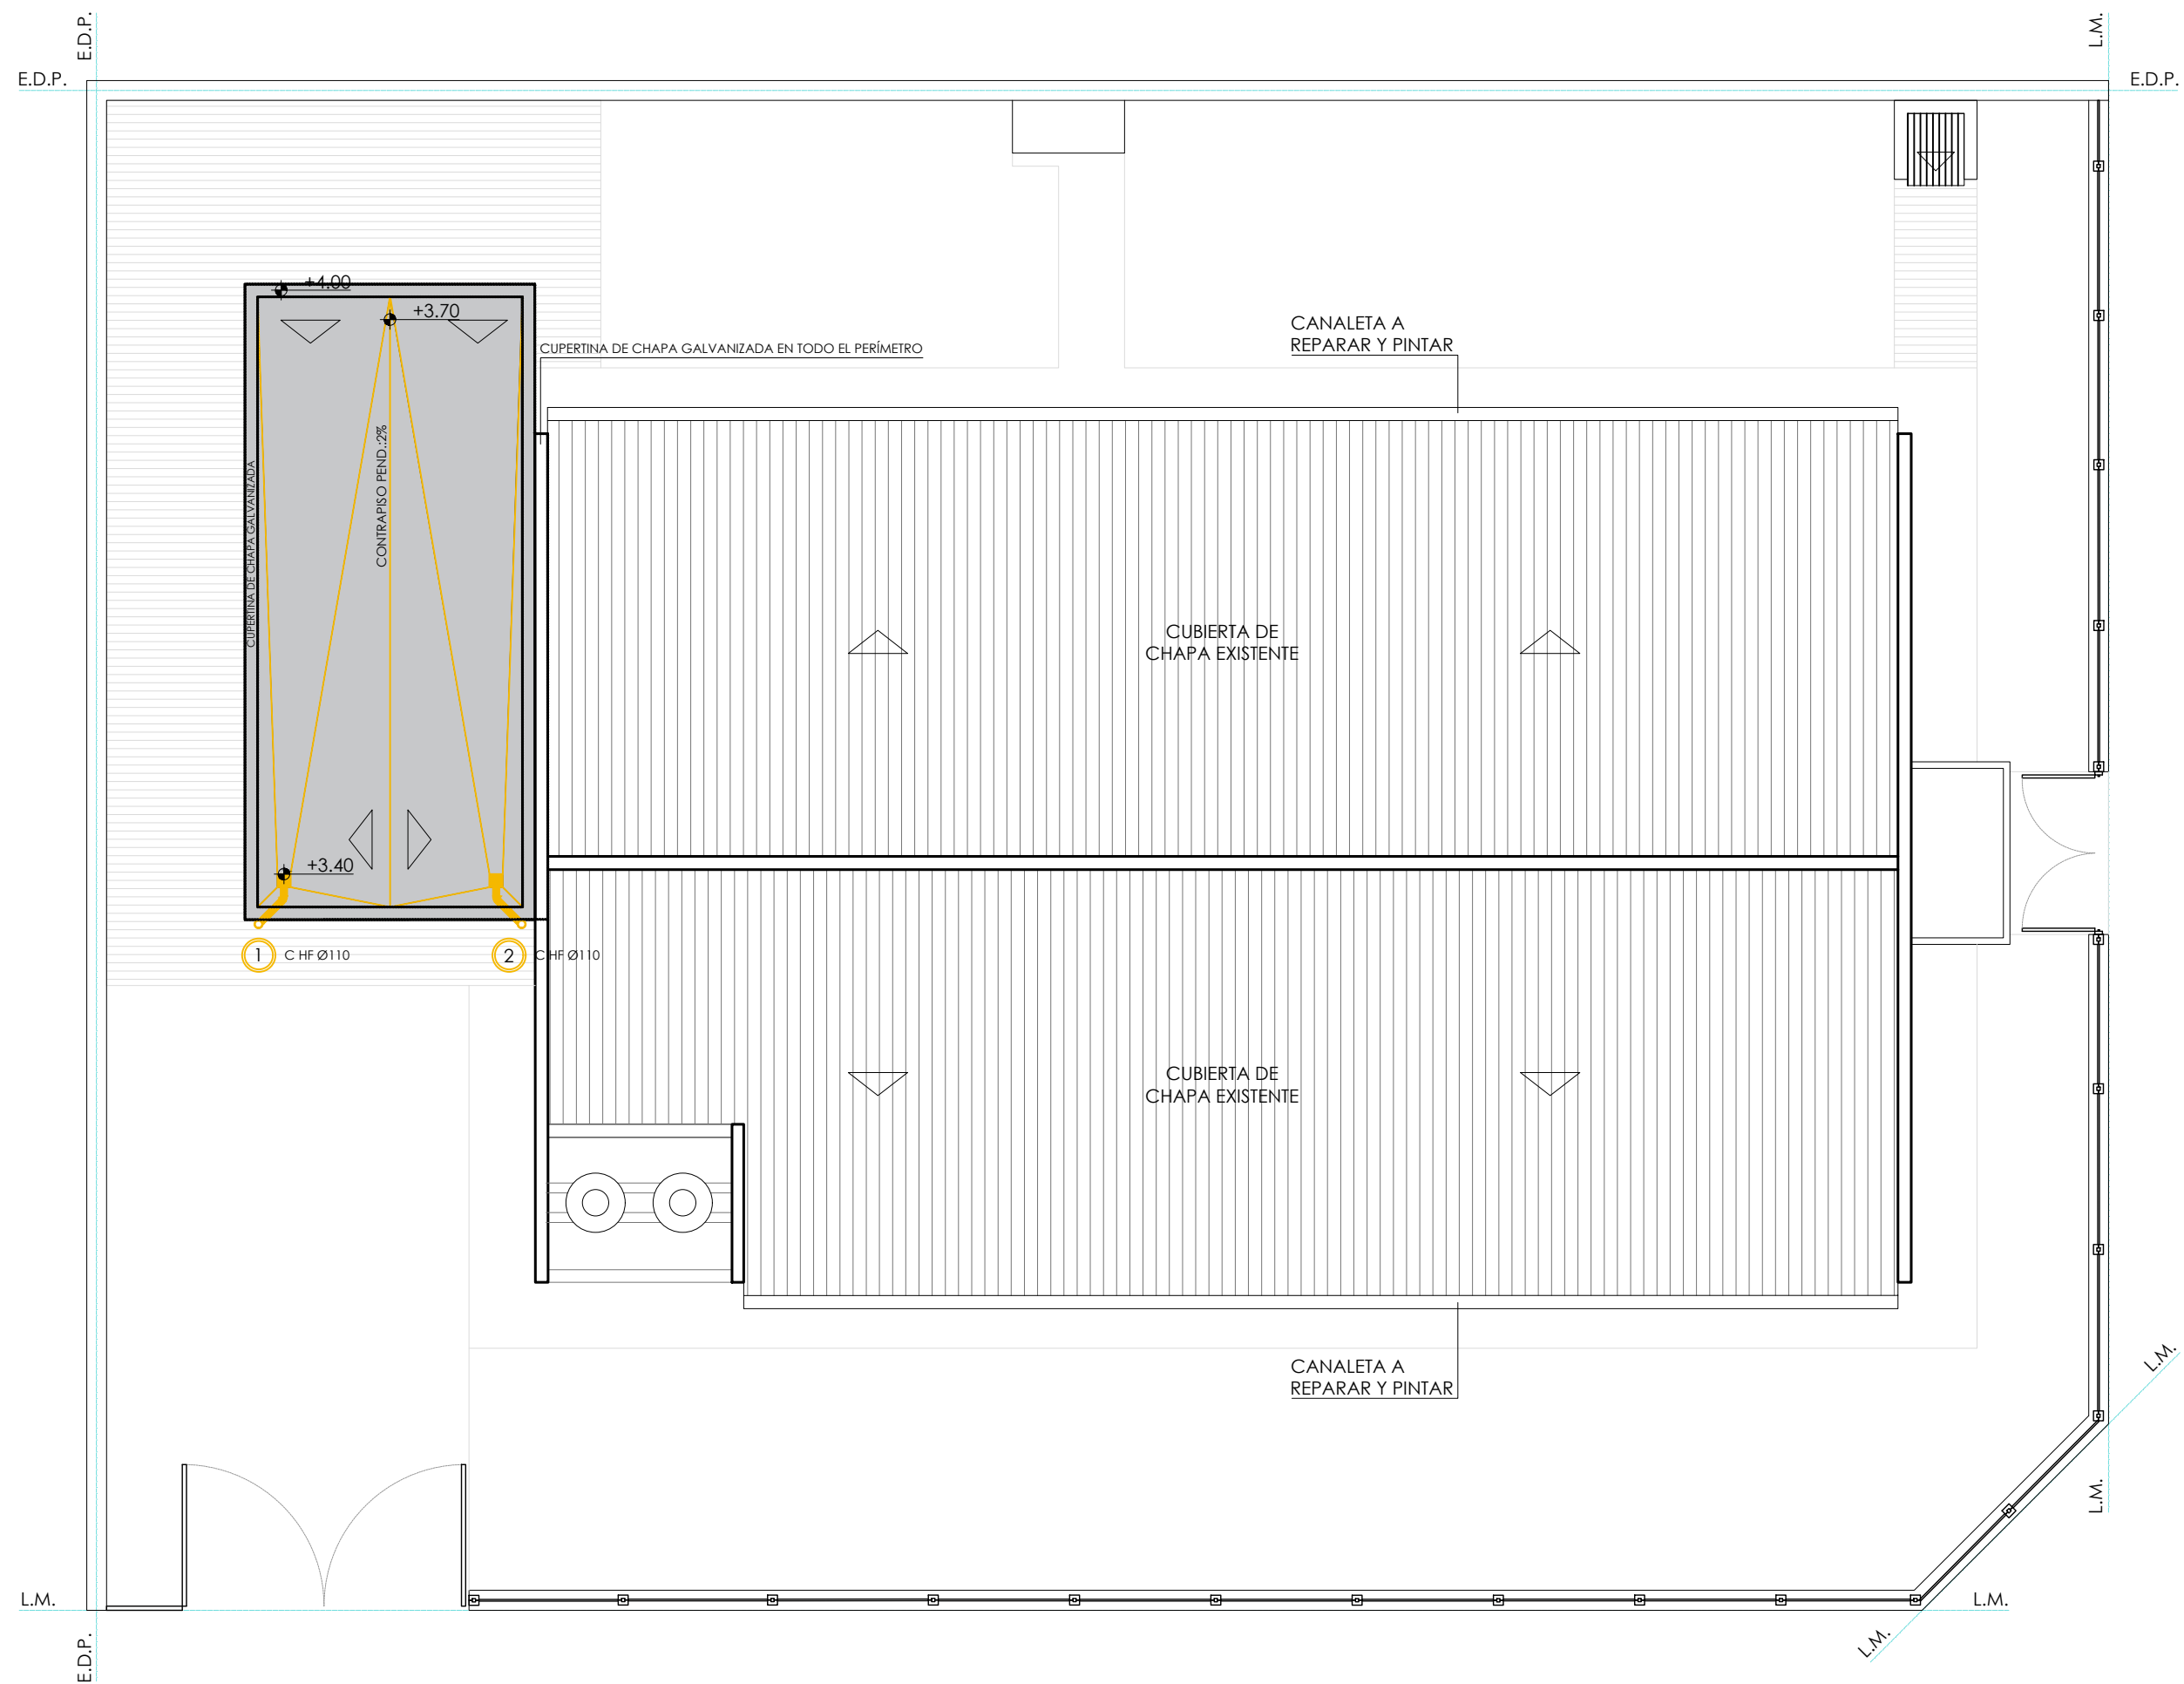 E.D.P.
L.M.
E.D.P.
E.D.P.
+4.00
+3.70
CANALETA A
REPARAR Y PINTAR
CUPERTINA DE CHAPA GALVANIZADA EN TODO EL PERÍMETRO
CONTRAPISO PEND.:2%
CUPERTINA DE CHAPA GALVANIZADA
CUBIERTA DE
CHAPA EXISTENTE
+3.40
1
C HF Ø110
2
C HF Ø110
CUBIERTA DE
CHAPA EXISTENTE
CANALETA A
REPARAR Y PINTAR
L.M.
L.M.
L.M.
L.M.
L.M.
E.D.P.